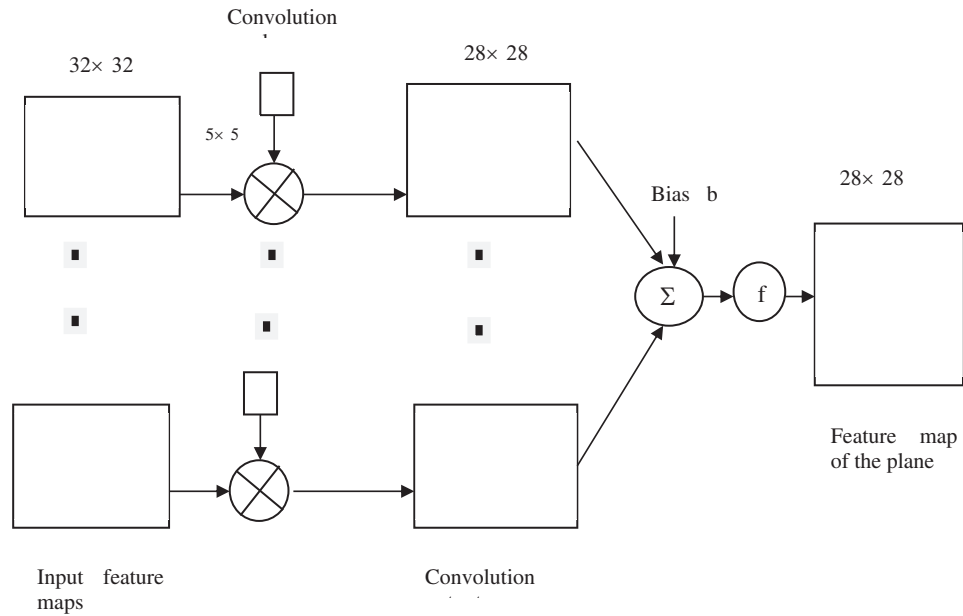 Convolution
32× 32
28× 28
5× 5
28× 28
Bias b
Σ
f
Feature map
of the plane
Input feature
maps
Convolution